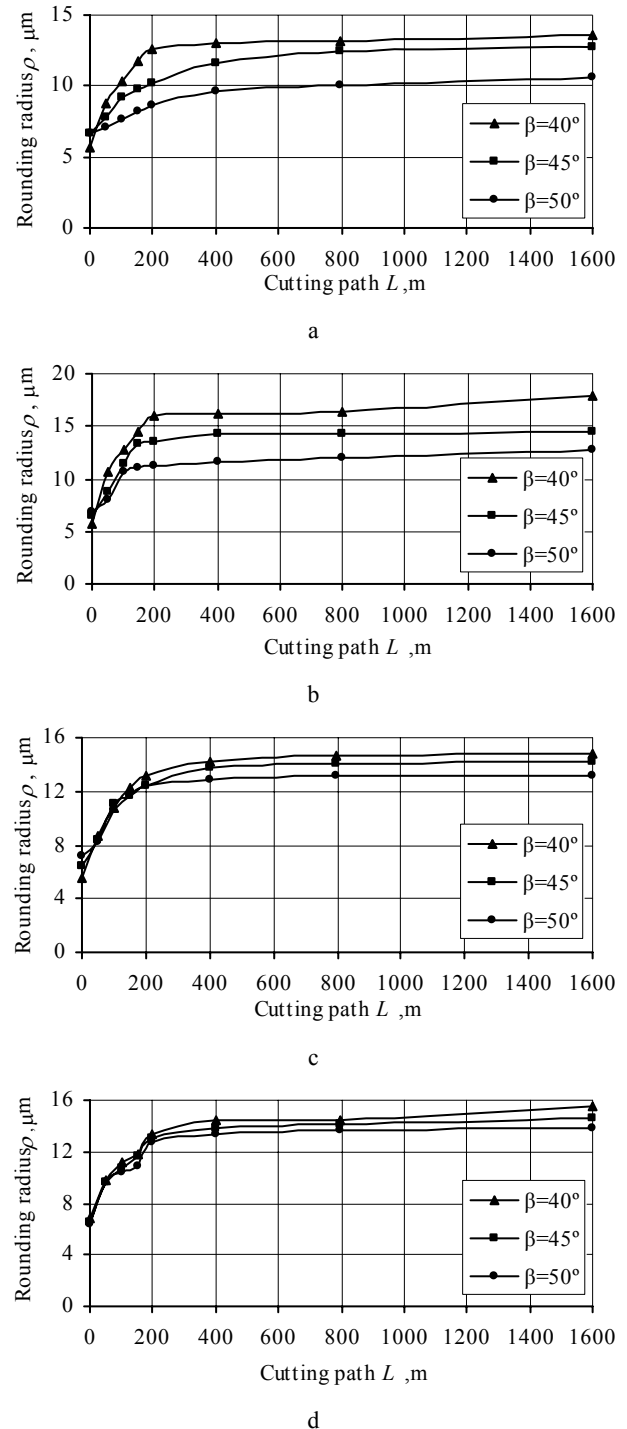 15
10
5
0
Rounding radius ρ , μm
β=40º
β=45º
β=50º
0 200 400 600 800 1000 1200 1400 1600
Cutting path L ,m
a
20
15
10
5
0
Rounding radius ρ , μm
β=40º
β=45º
β=50º
0 200 400 600 800 1000 1200 1400 1600
Cutting path L ,m
b
16
12
8
4
0
Rounding radius ρ , μm
β=40º
β=45º
β=50º
0 200 400 600 800 1000 1200 1400 1600
Cutting path L ,m
c
16
12
8
4
0
Rounding radius ρ ,μm
β=40º
β=45º
β=50º
0 200 400 600 800 1000 1200 1400 1600
Cutting path L ,m
d